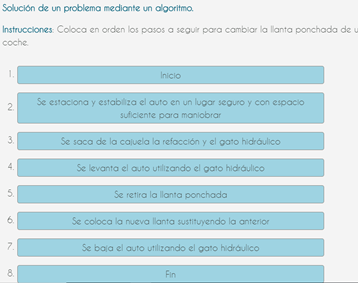 Solución de un problema mediante un algoritmo.
Instrucciones: Coloca en orden los pasos a seguir para cambiar la llanta ponchada de
coche.
1. Inicio
2. Se estaciona y estabiliza el auto en un lugar seguro y con espacio
suficiente para maniobrar
3. Se saca de la cajuela la refacción y el gato hidráulico
4. Se levanta el auto utilizando el gato hidráulico
5. Se retira la llanta ponchada
6. Se coloca la nueva llanta sustituyendo la anterior
7. Se baja el auto utilizando el gato hidráulico
8. Fin